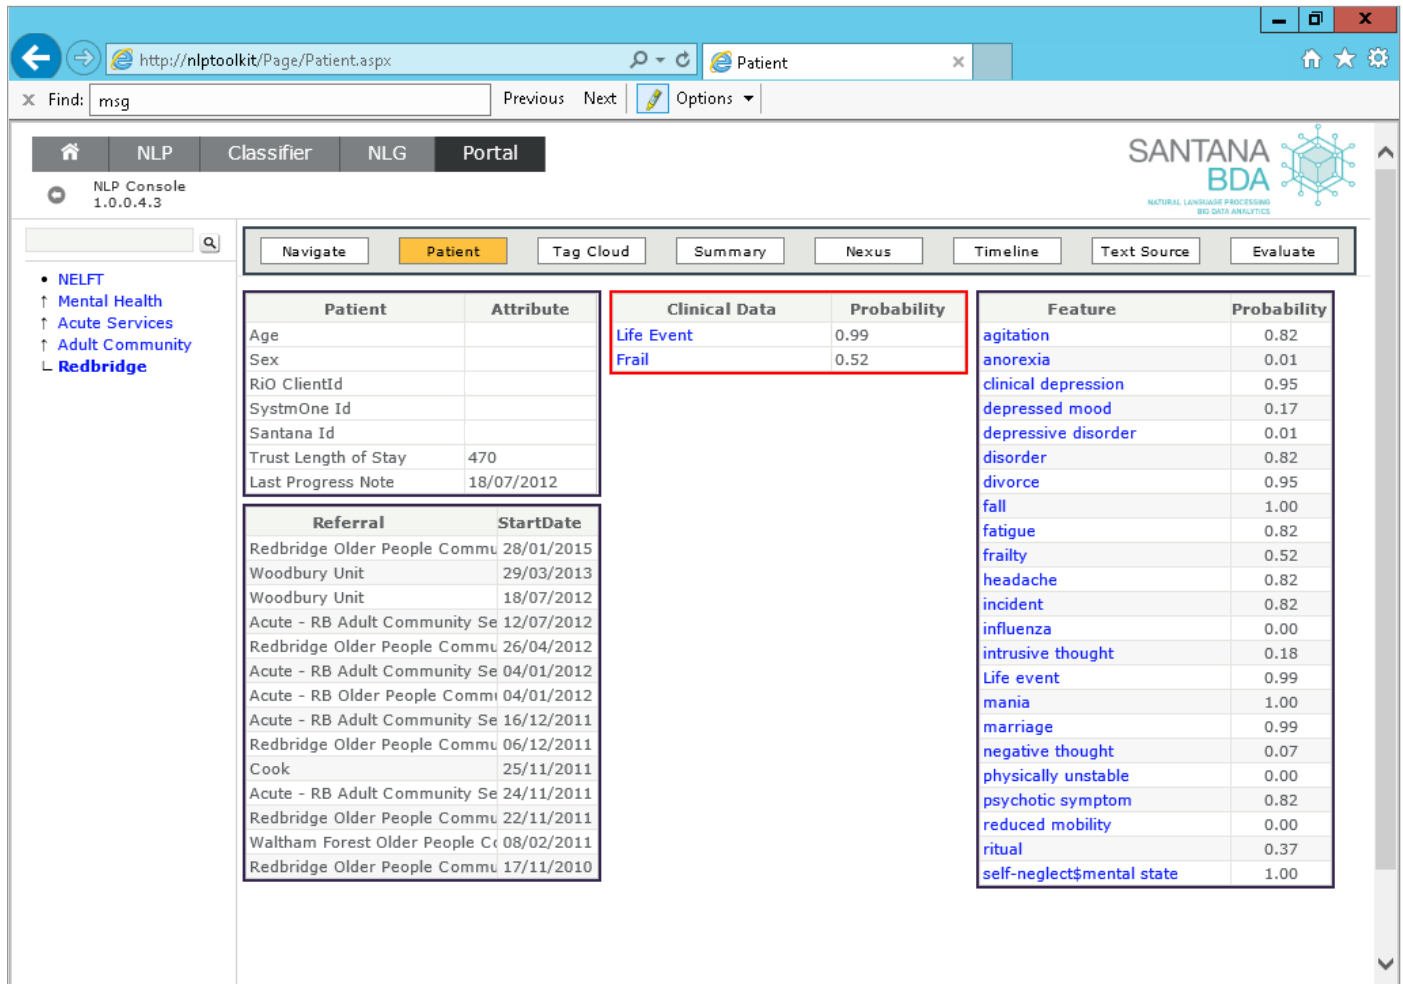 http://nlptoolkit/Page/Patient.aspx
Patient
Find: msg Previous Next Options
NLP Classifier NLG Portal
NLP Console
1.0.0.4.3
SANTANA
BDA
NATURAL LANGUAGE PROCESSING
BIG DATA ANALYTICS
NELFT
Mental Health
Acute Services
Adult Community
Redbridge
Navigate Patient Tag Cloud Summary Nexus Timeline Text Source Evaluate
Patient Attribute
Age
Sex
RiO ClientId
SystmOne Id
Santana Id
Trust Length of Stay 470
Last Progress Note 18/07/2012
Referral StartDate
Redbridge Older People Commu 28/01/2015
Woodbury Unit 29/03/2013
Woodbury Unit 18/07/2012
Acute - RB Adult Community Se 12/07/2012
Redbridge Older People Commu 26/04/2012
Acute - RB Adult Community Se 04/01/2012
Acute - RB Older People Commu 04/01/2012
Acute - RB Adult Community Se 16/12/2011
Redbridge Older People Commu 06/12/2011
Cook 25/11/2011
Acute - RB Adult Community Se 24/11/2011
Redbridge Older People Commu 22/11/2011
Waltham Forest Older People Co 08/02/2011
Redbridge Older People Commu 17/11/2010
Clinical Data Probability
Life Event 0.99
Frail 0.52
Feature Probability
agitation 0.82
anorexia 0.01
clinical depression 0.95
depressed mood 0.17
depressive disorder 0.01
disorder 0.82
divorce 0.95
fall 1.00
fatigue 0.82
frailty 0.52
headache 0.82
incident 0.82
influenza 0.00
intrusive thought 0.18
Life event 0.99
mania 1.00
marriage 0.99
negative thought 0.07
physically unstable 0.00
psychotic symptom 0.82
reduced mobility 0.00
ritual 0.37
self-neglect$mental state 1.00